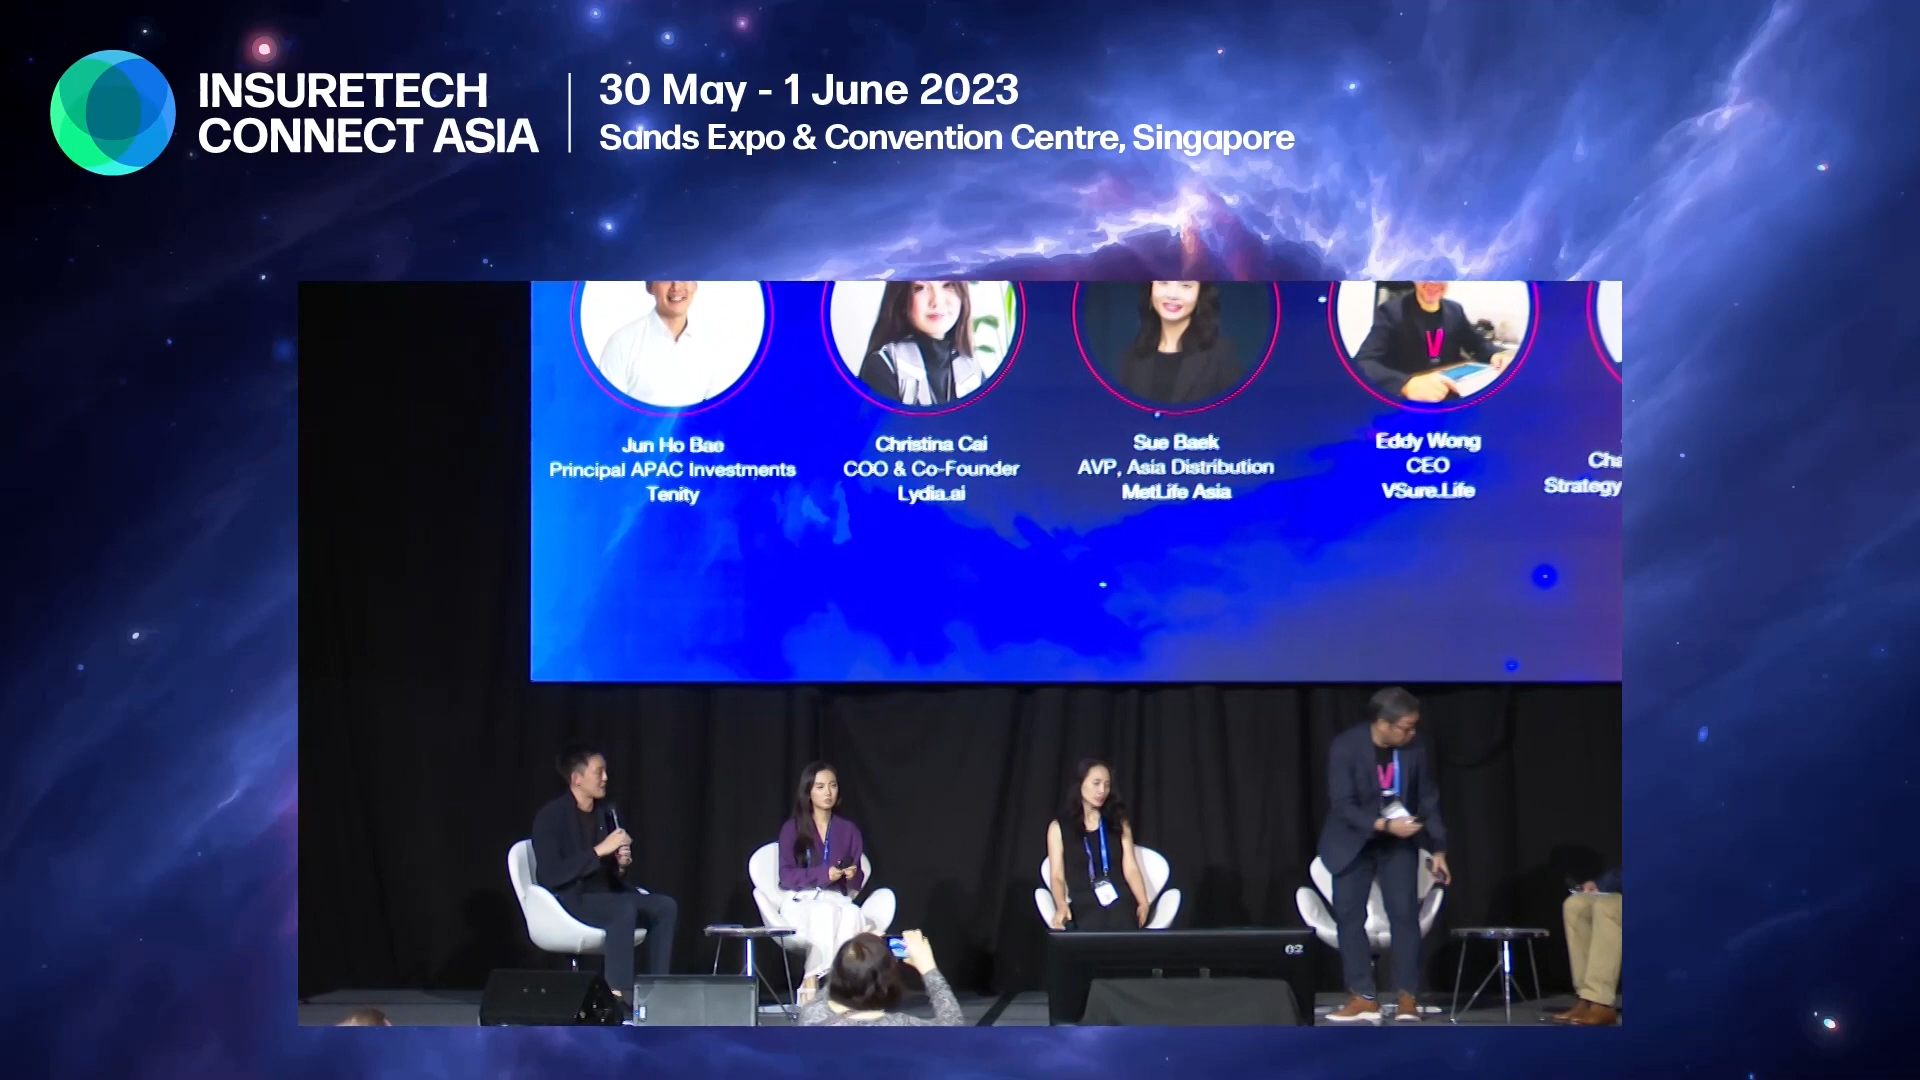 INSURETECH
CONNECT ASIA
30 May - 1 June 2023
Sands Expo & Convention Centre, Singapore
Jun Ho Bae
Principal APAC Investments
Tenity
Christina Cai
COO & Co-Founder
Lydia.ai
Sue Baek
AVP, Asia Distribution
MetLife Asia
Eddy Wong
CEO
VSure.Life
Cha
Strategy
V
V